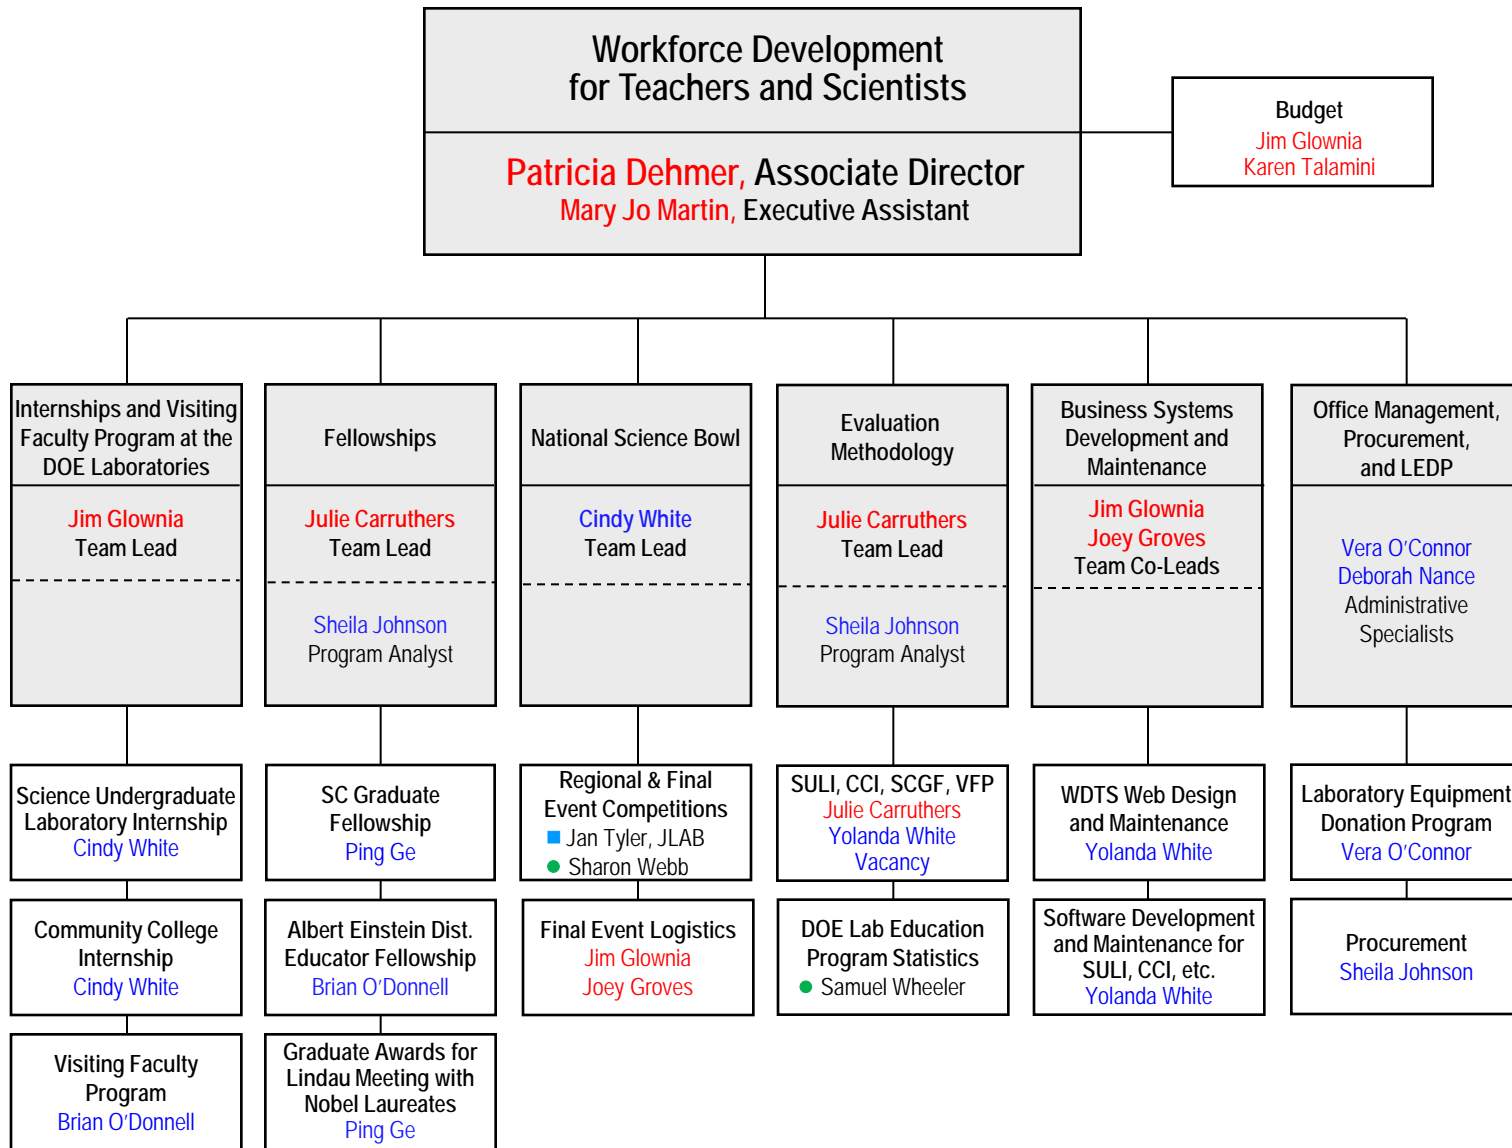 Workforce Development
for Teachers and Scientists
Patricia Dehmer, Associate Director
Mary Jo Martin, Executive Assistant
Budget
Jim Glownia
Karen Talamini
Internships and Visiting
Faculty Program at the
DOE Laboratories
Jim Glownia
Team Lead
Fellowships
Julie Carruthers
Team Lead
Sheila Johnson
Program Analyst
National Science Bowl
Cindy White
Team Lead
Evaluation
Methodology
Julie Carruthers
Team Lead
Sheila Johnson
Program Analyst
Business Systems
Development and
Maintenance
Jim Glownia
Joey Groves
Team Co-Leads
Office Management,
Procurement,
and LEDP
Vera O’Connor
Deborah Nance
Administrative
Specialists
Science Undergraduate
Laboratory Internship
Cindy White
SC Graduate
Fellowship
Ping Ge
Regional & Final
Event Competitions
Jan Tyler, JLAB
Sharon Webb
SULI, CCI, SCGF, VFP
Julie Carruthers
Yolanda White
Vacancy
WDTS Web Design
and Maintenance
Yolanda White
Laboratory Equipment
Donation Program
Vera O’Connor
Community College
Internship
Cindy White
Albert Einstein Dist.
Educator Fellowship
Brian O’Donnell
Final Event Logistics
Jim Glownia
Joey Groves
DOE Lab Education
Program Statistics
Samuel Wheeler
Software Development
and Maintenance for
SULI, CCI, etc.
Yolanda White
Procurement
Sheila Johnson
Visiting Faculty
Program
Brian O’Donnell
Graduate Awards for
Lindau Meeting with
Nobel Laureates
Ping Ge